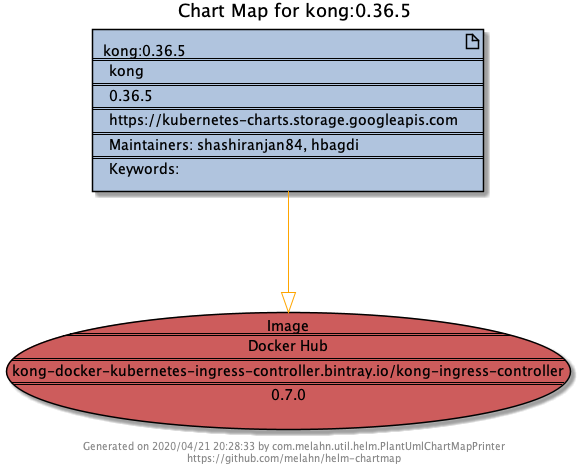 Chart Map for kong:0.36.5
kong:0.36.5
kong
0.36.5
https://kubernetes-charts.storage.googleapis.com
Maintainers: shashiranjan84, hbagdi
Keywords:
Image
Docker Hub
kong-docker-kubernetes-ingress-controller.bintray.io/kong-ingress-controller
0.7.0
Generated on 2020/04/21 20:28:33 by com.melahn.util.helm.PlantUmlChartMapPrinter
https://github.com/melahn/helm-chartmap